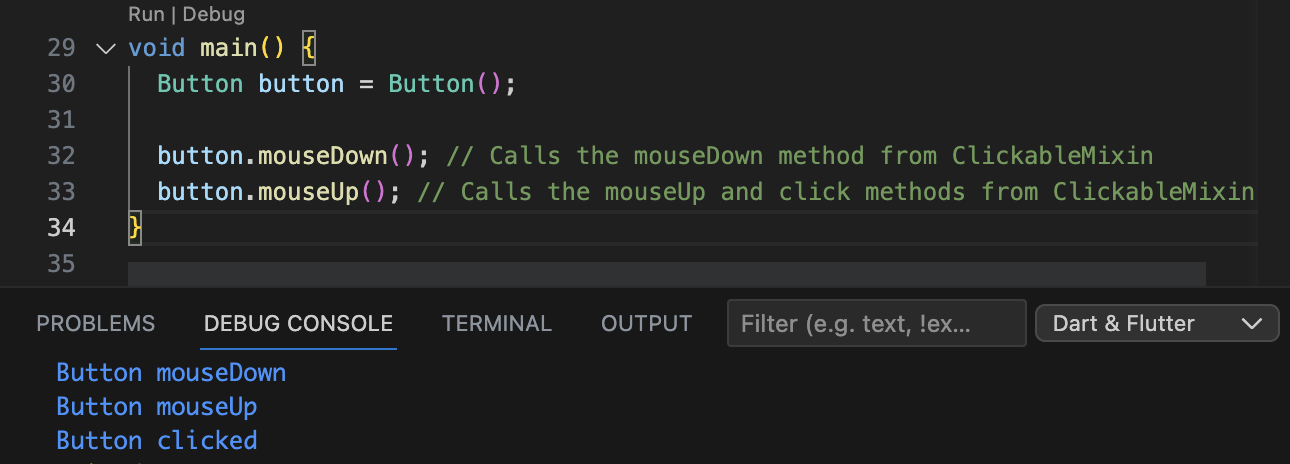 Run | Debug
29 void main() {
30 Button button = Button();
31
32 button.mouseDown(); // Calls the mouseDown method from ClickableMixin
33 button.mouseUp(); // Calls the mouseUp and click methods from ClickableMixin
34 }
35
PROBLEMS DEBUG CONSOLE TERMINAL OUTPUT Filter (e.g. text, !ex... Dart & Flutter
Button mouseDown
Button mouseUp
Button clicked